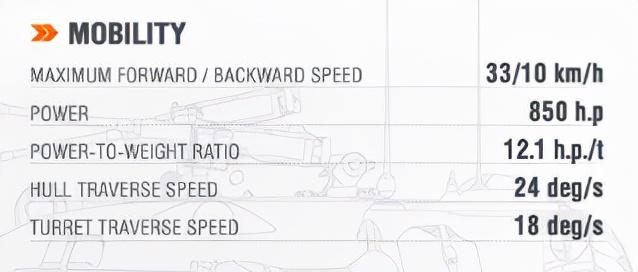 MOBILITY
MAXIMUM FORWARD / BACKWARD SPEED 33/10 km/h
POWER 850 h.p
POWER-TO-WEIGHT RATIO 12.1 h.p./t
HULL TRAVERSE SPEED 24 deg/s
TURRET TRAVERSE SPEED 18 deg/s